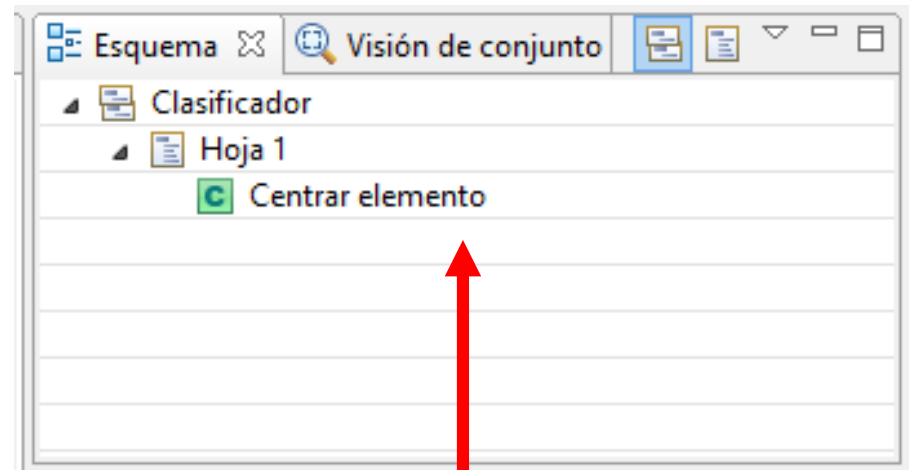 Esquema Visión de conjunto
Clasificador
Hoja 1
C Centrar elemento